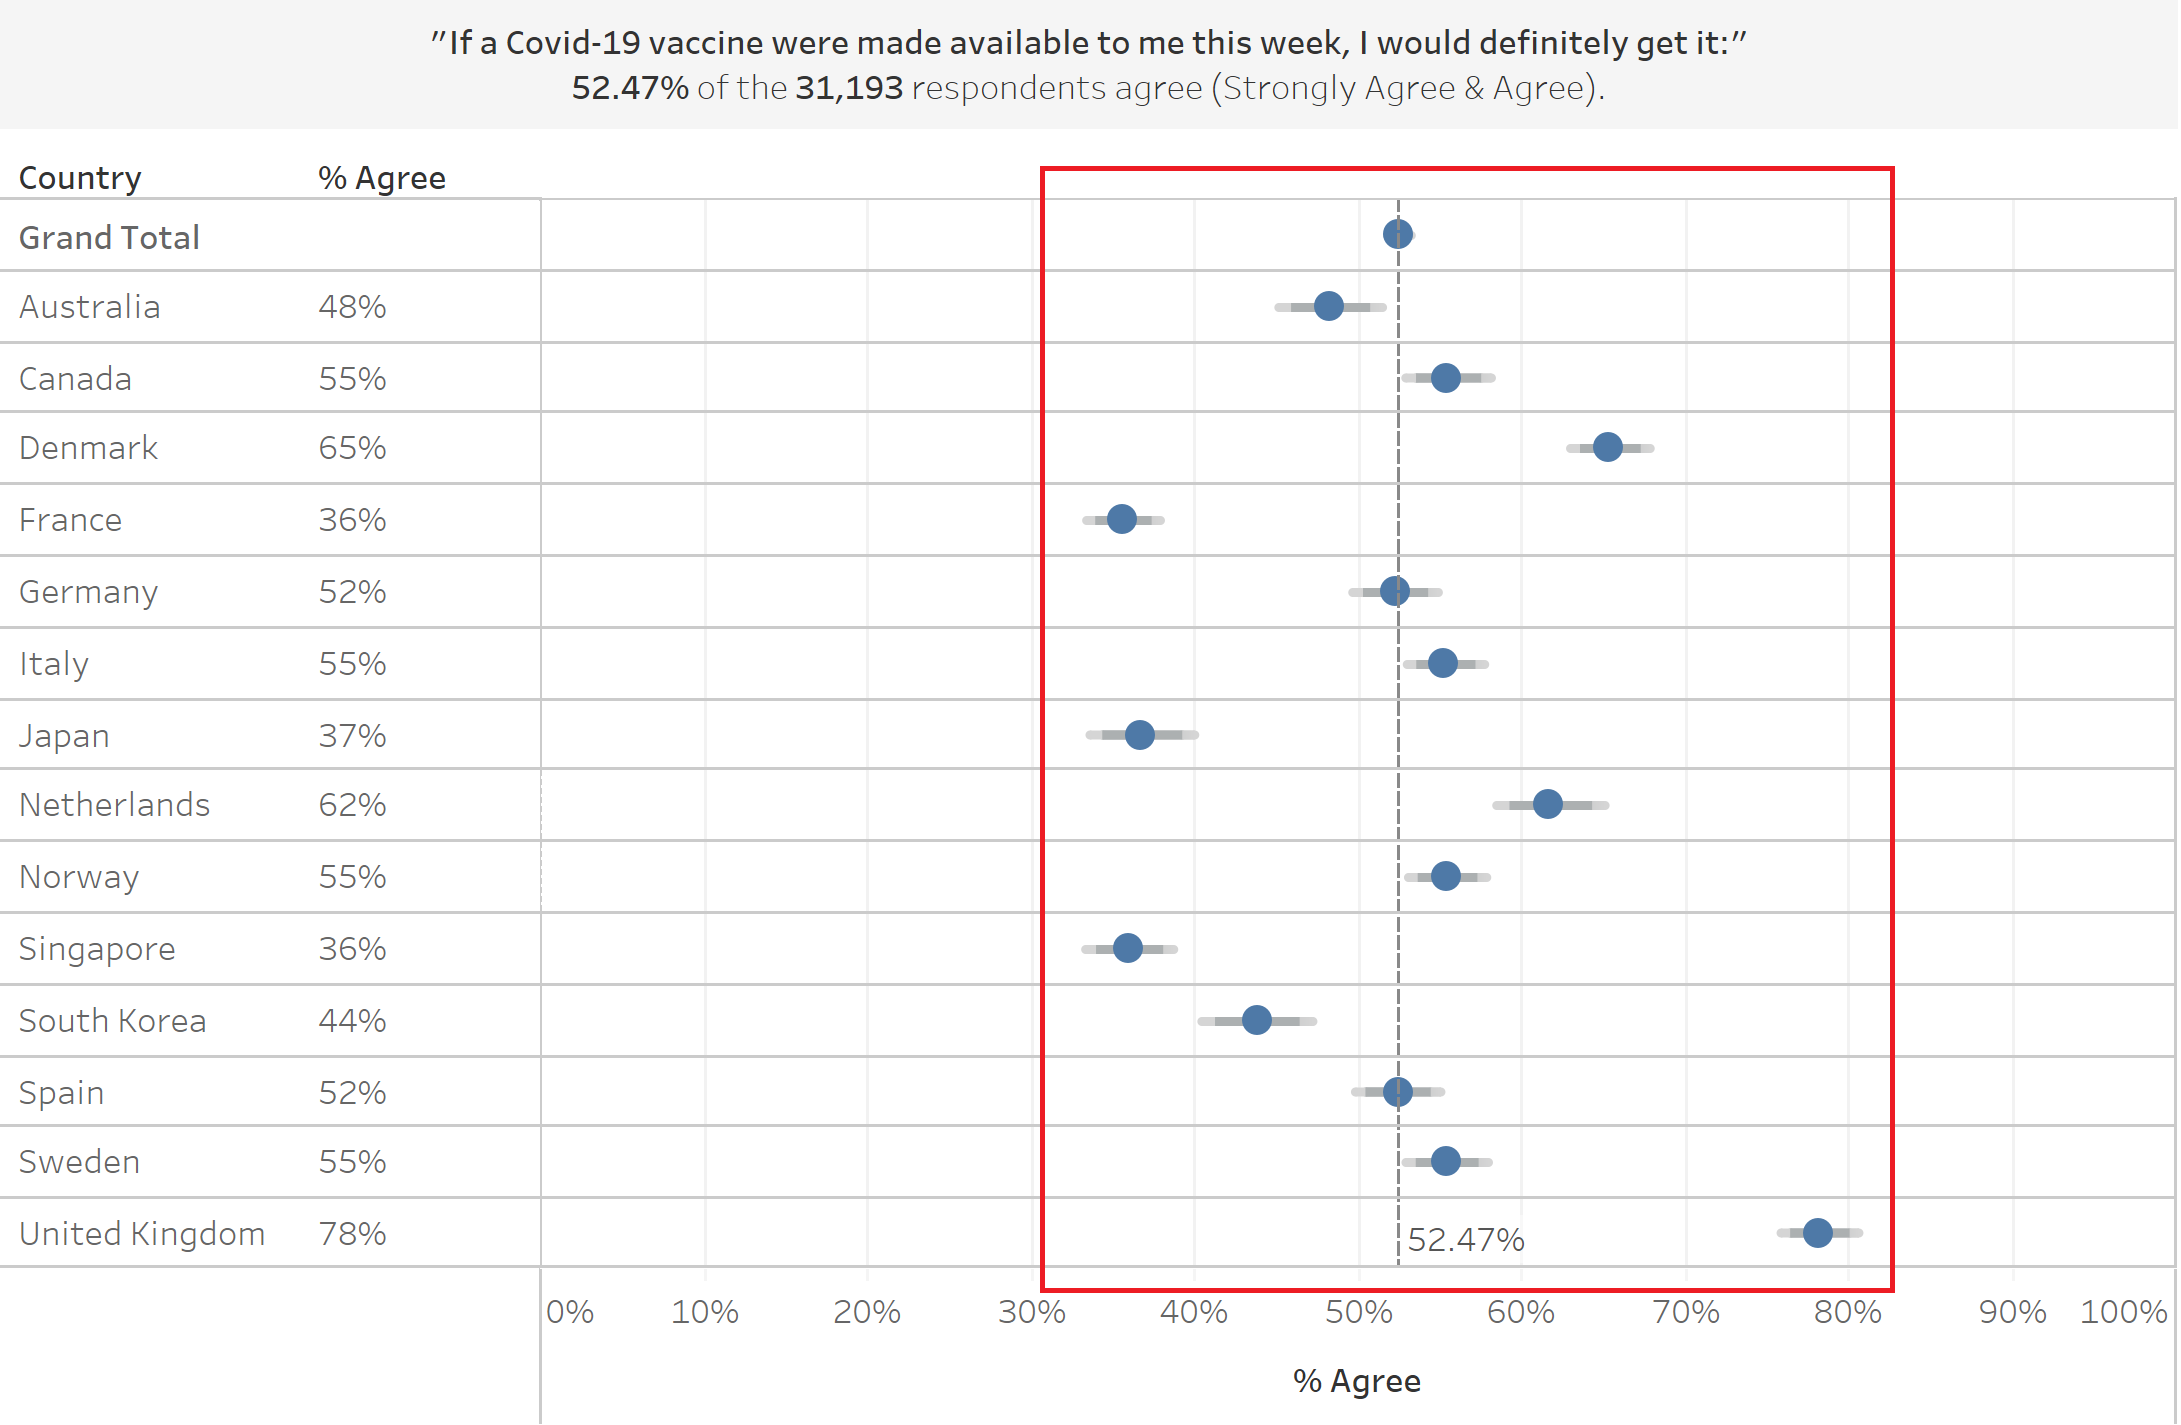 "If a Covid-19 vaccine were made available to me this week, I would definitely get it:"
52.47% of the 31,193 respondents agree (Strongly Agree & Agree).
Country % Agree
Grand Total
Australia 48%
Canada 55%
Denmark 65%
France 36%
Germany 52%
Italy 55%
Japan 37%
Netherlands 62%
Norway 55%
Singapore 36%
South Korea 44%
Spain 52%
Sweden 55%
United Kingdom 78% 52.47%
0% 10% 20% 30% 40% 50% 60% 70% 80% 90% 100%
% Agree